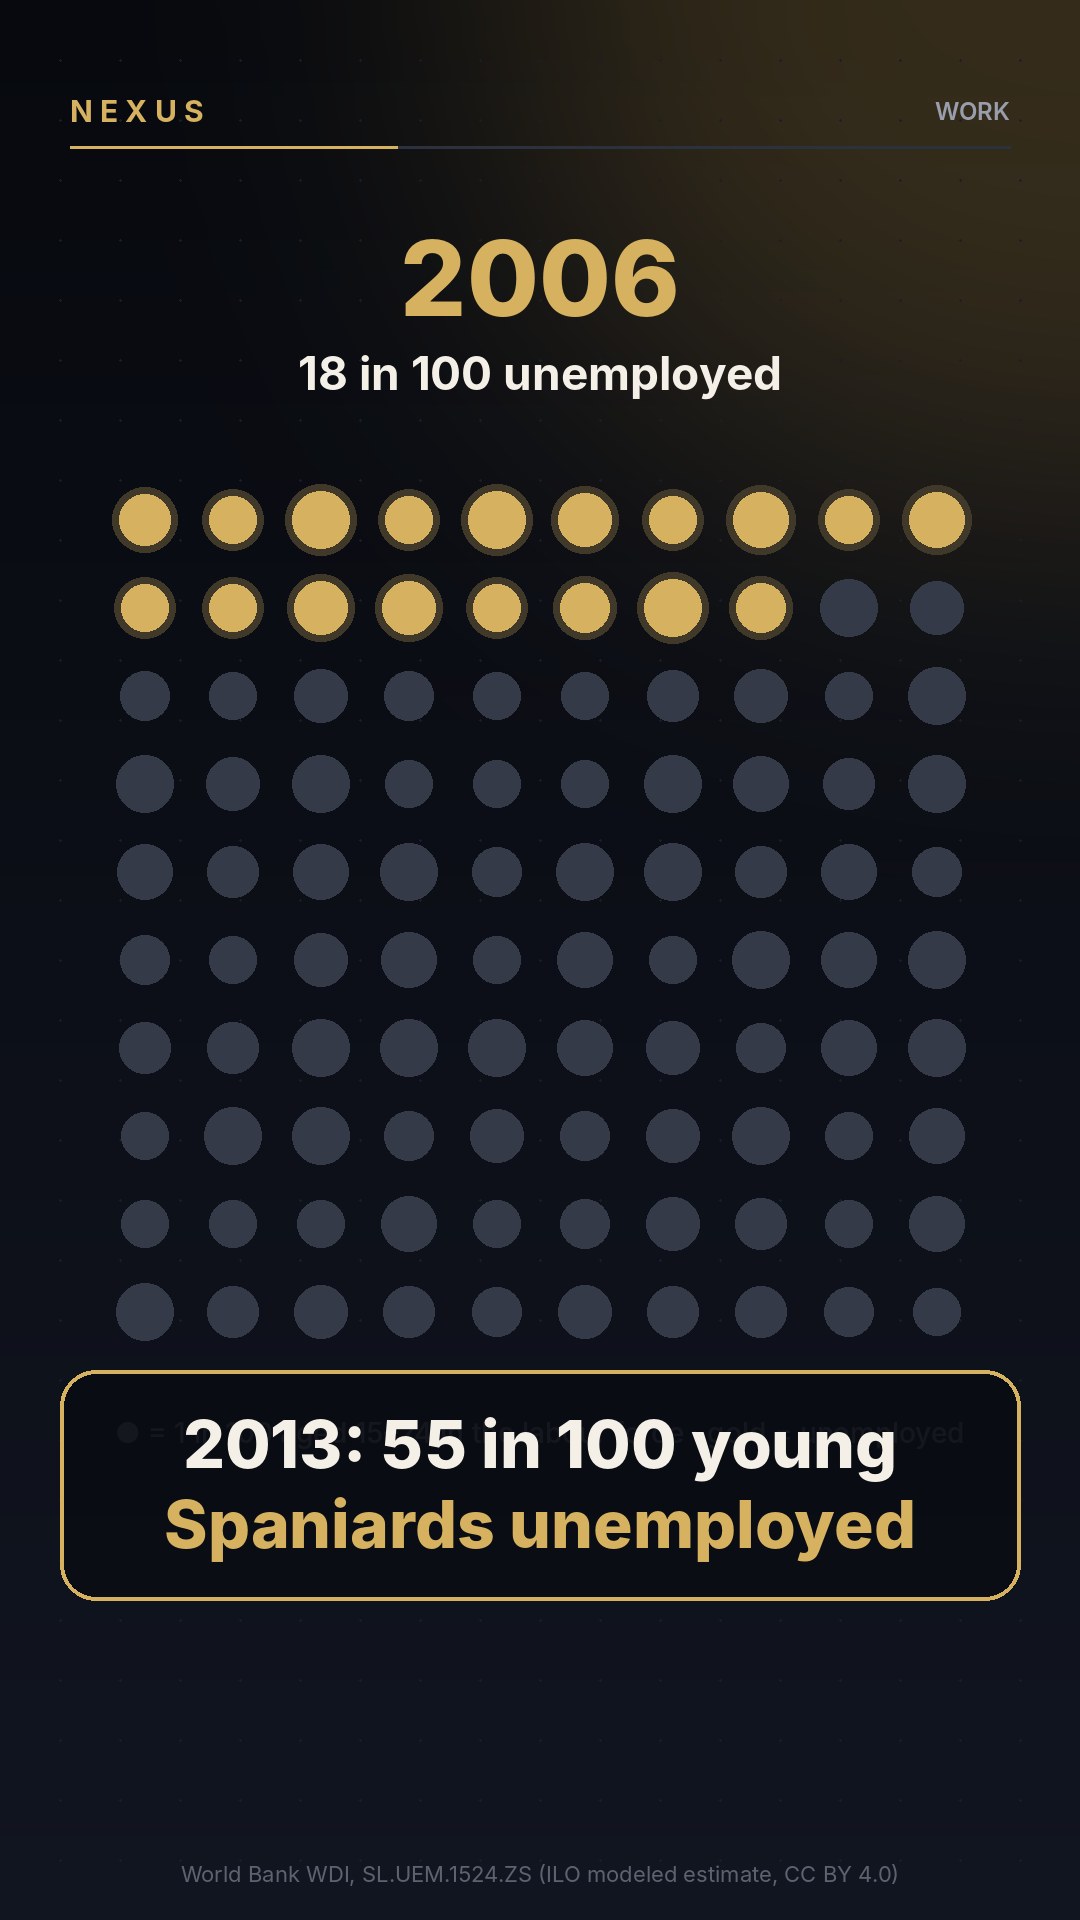 NEXUS
WORK
2006
18 in 100 unemployed
2013: 55 in 100 young
Spaniards unemployed
World Bank WDI, SL.UEM.1524.ZS (ILO modeled estimate, CC BY 4.0)